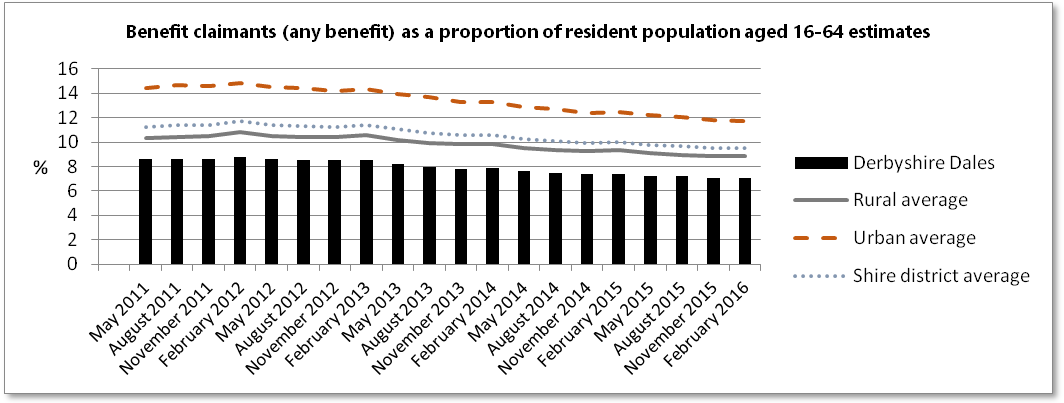 Benefit claimants (any benefit) as a proportion of resident population aged 16-64 estimates
16
14
12
10
8
6
4
2
0
%
May 2011
August 2011
November 2011
February 2012
May 2012
August 2012
November 2012
February 2013
May 2013
August 2013
November 2013
February 2014
May 2014
August 2014
November 2014
February 2015
May 2015
August 2015
November 2015
February 2016
Derbyshire Dales
Rural average
Urban average
Shire district average